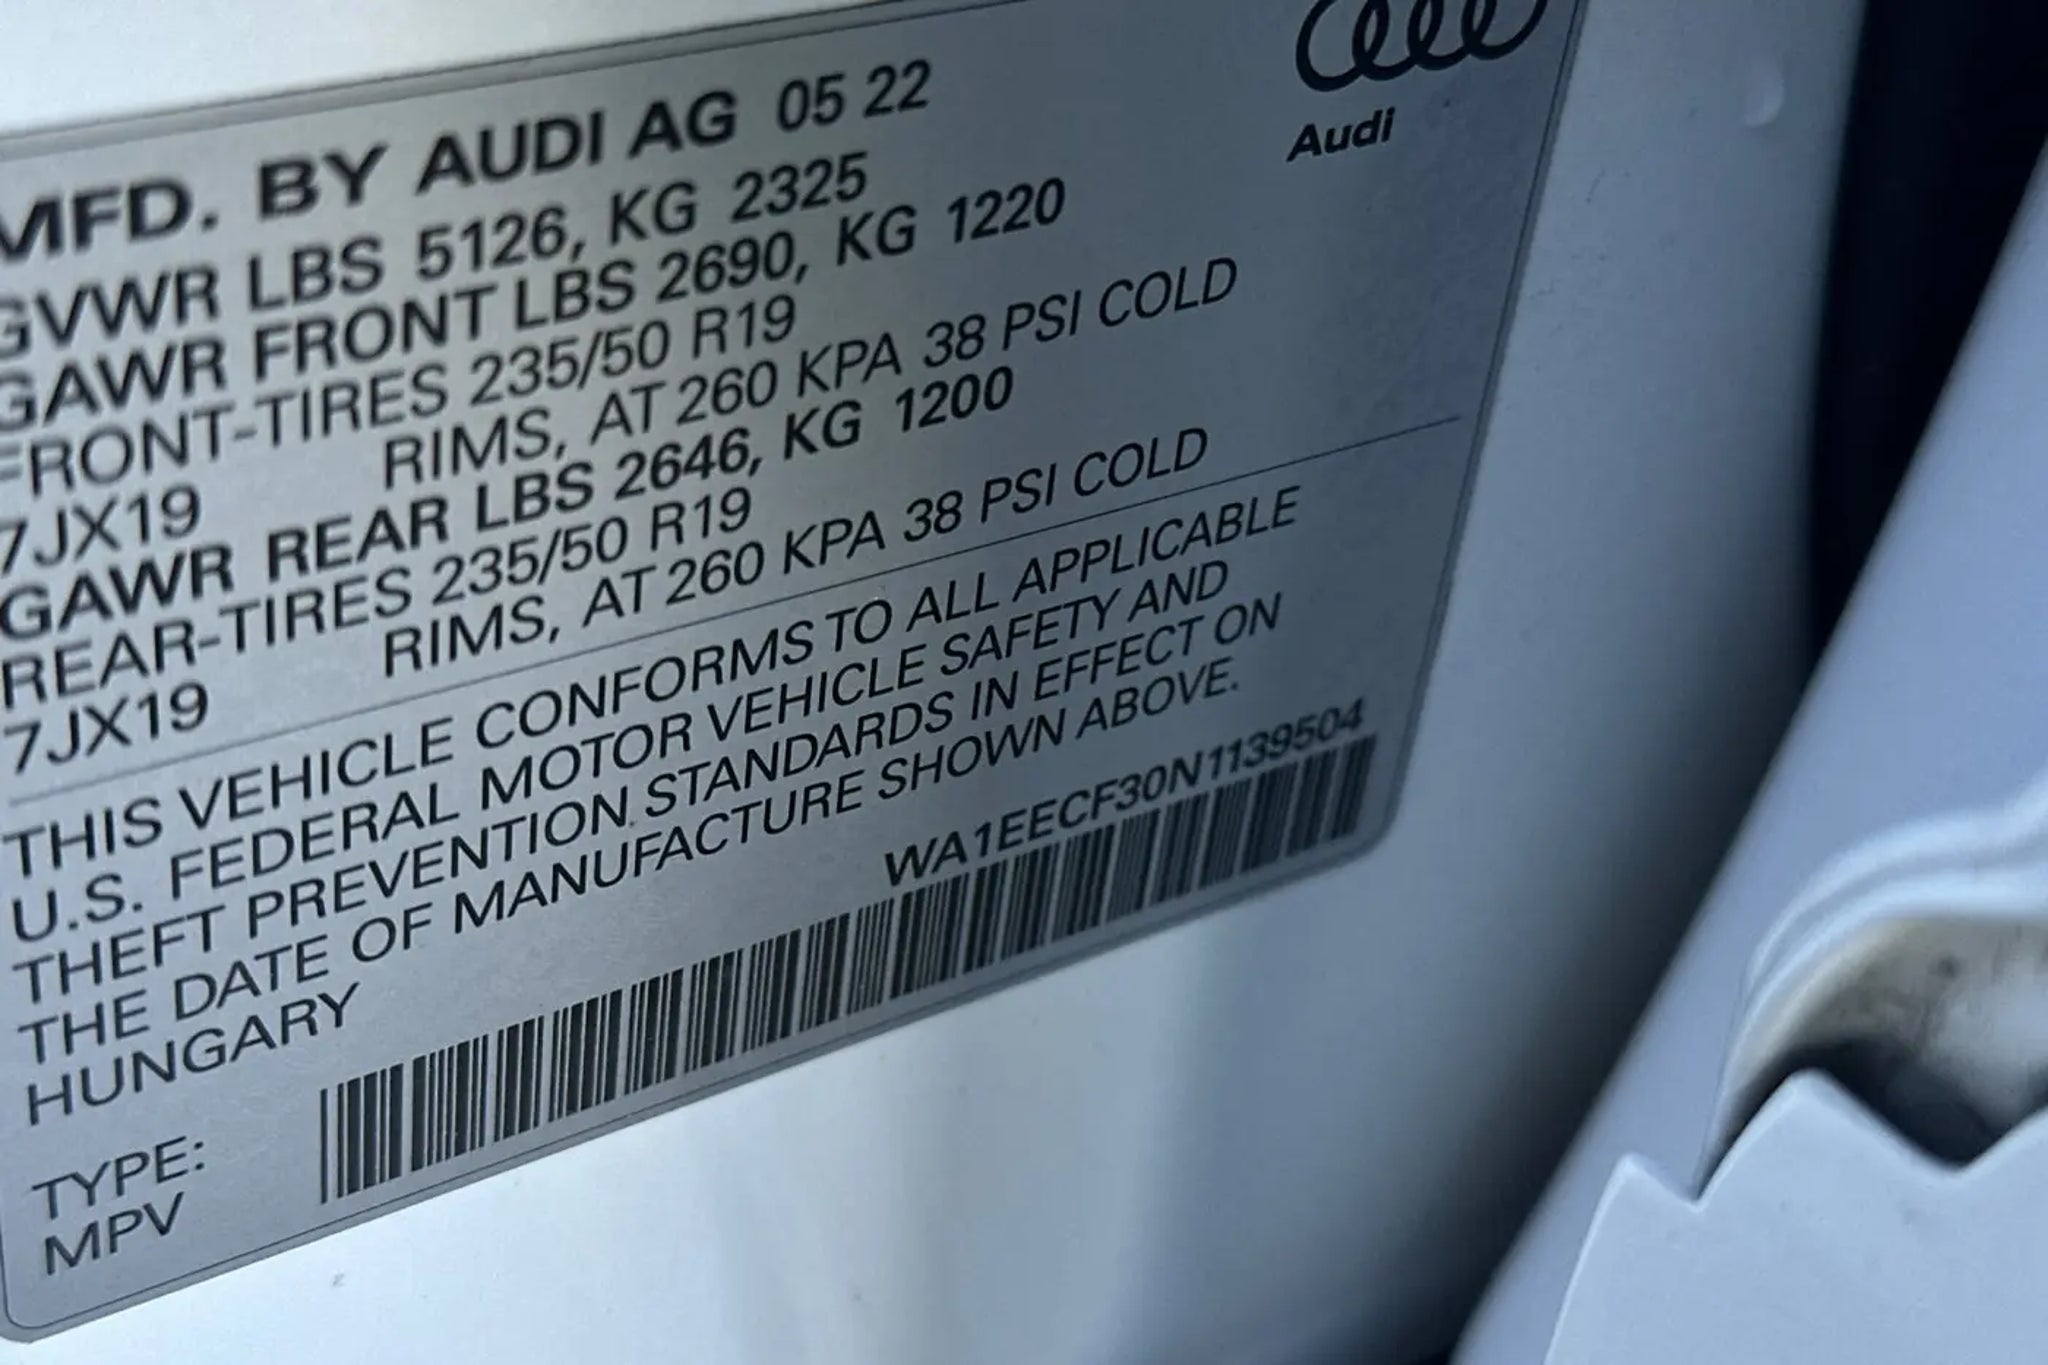 MFD. BY AUDI AG 05 22
GVWR LBS 5126, KG 2325
GAWR FRONT LBS 2690, KG 1220
FRONT-TIRES 235/50 R19
7JX19 RIMS, AT 260 KPA 38 PSI COLD
GAWR REAR LBS 2646, KG 1200
REAR-TIRES 235/50 R19
7JX19 RIMS, AT 260 KPA 38 PSI COLD
THIS VEHICLE CONFORMS TO ALL APPLICABLE
U.S. FEDERAL MOTOR VEHICLE SAFETY AND
THEFT PREVENTION STANDARDS IN EFFECT ON
THE DATE OF MANUFACTURE SHOWN ABOVE.
HUNGARY
WA1EECF30N1139504
TYPE:
MPV
Audi